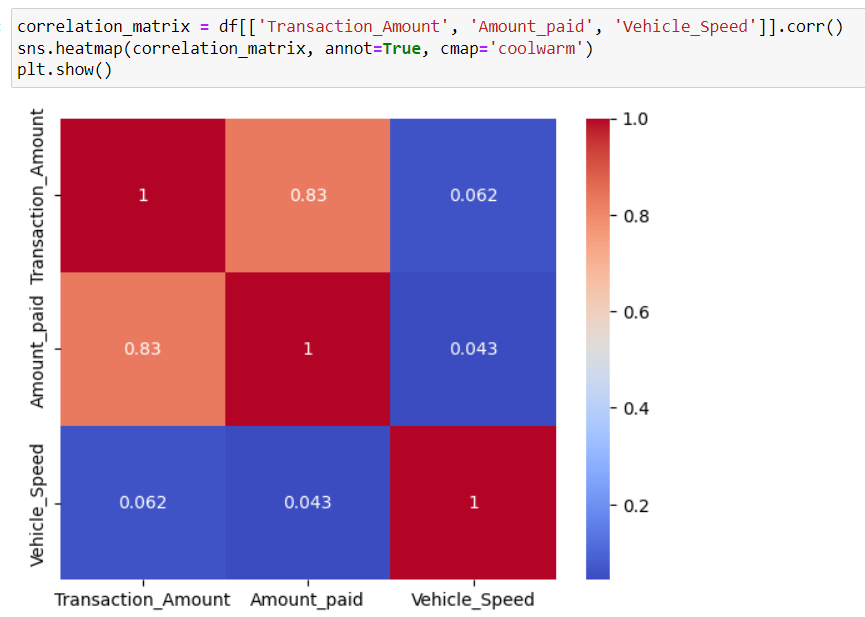 correlation_matrix = df[['Transaction_Amount', 'Amount_paid', 'Vehicle_Speed']].corr()
sns.heatmap(correlation_matrix, annot=True, cmap='coolwarm')
plt.show()
Transaction_Amount
1
0.83
0.062
Amount_paid
0.83
1
0.043
Vehicle_Speed
0.062
0.043
1
Transaction_Amount Amount_paid Vehicle_Speed
1.0
0.8
0.6
0.4
0.2